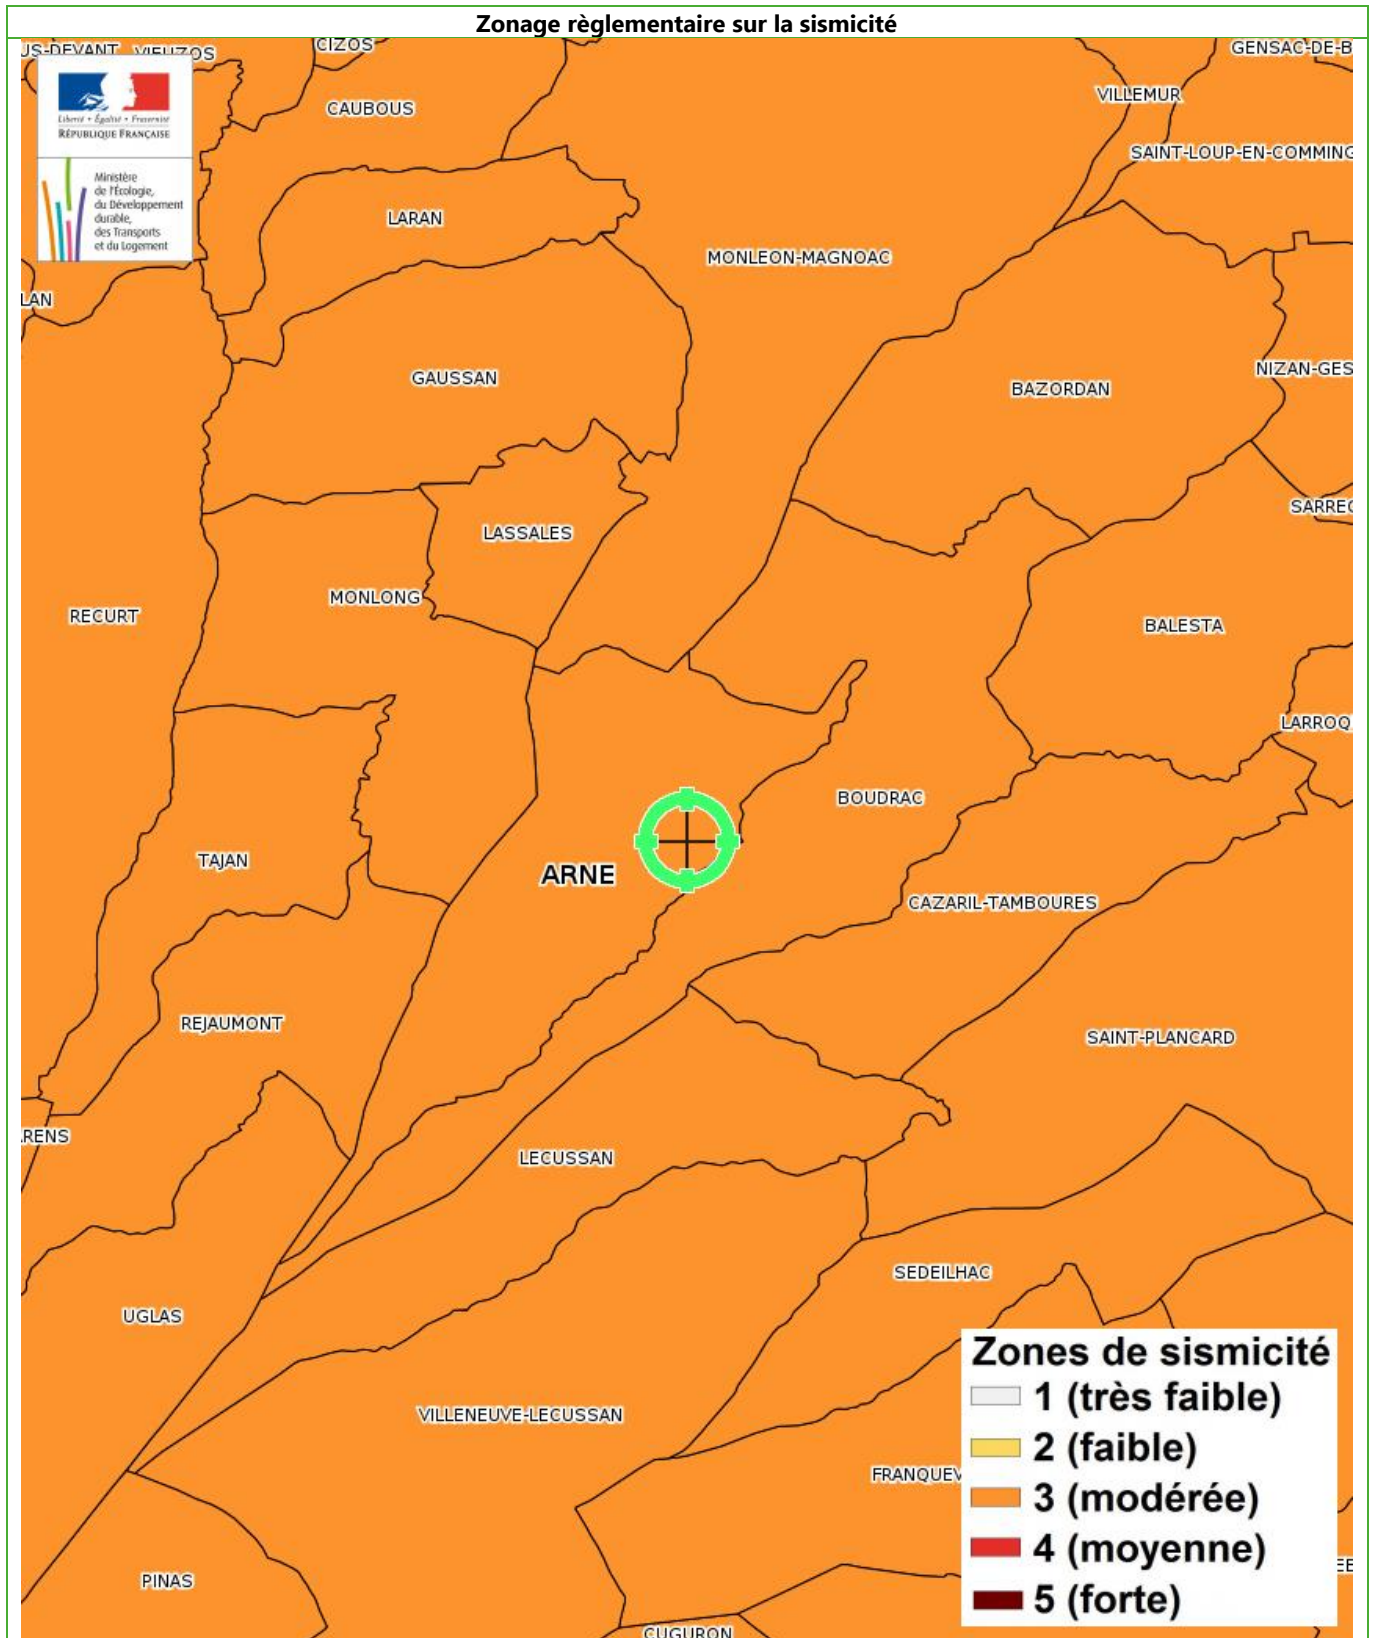 Zonage règlementaire sur la sismicité
US-DEVANT
VIEUZOS
CIZOS
GENSAC-DE-B
Liberté • Égalité • Fraternité
RÉPUBLIQUE FRANÇAISE
CAUBOUS
VILLEMUR
SAINT-LOUP-EN-COMMING
Ministère
de l'Écologie,
du Développement
durable,
des Transports
et du Logement
LARAN
MONLEON-MAGNOAC
LAN
GAUSSAN
BAZORDAN
NIZAN-GES
SARREC
LASSALES
MONLONG
RECURT
BALESTA
LARROQ
BOUDRAC
TAJAN
ARNE
CAZARIL-TAMBOURES
REJAUMONT
SAINT-PLANCARD
RENS
LECUSSAN
SEDEILHAC
UGLAS
VILLENEUVE-LECUSSAN
FRANQUEV
PINAS
CUGURON
Zones de sismicité
1 (très faible)
2 (faible)
3 (modérée)
4 (moyenne)
5 (forte)